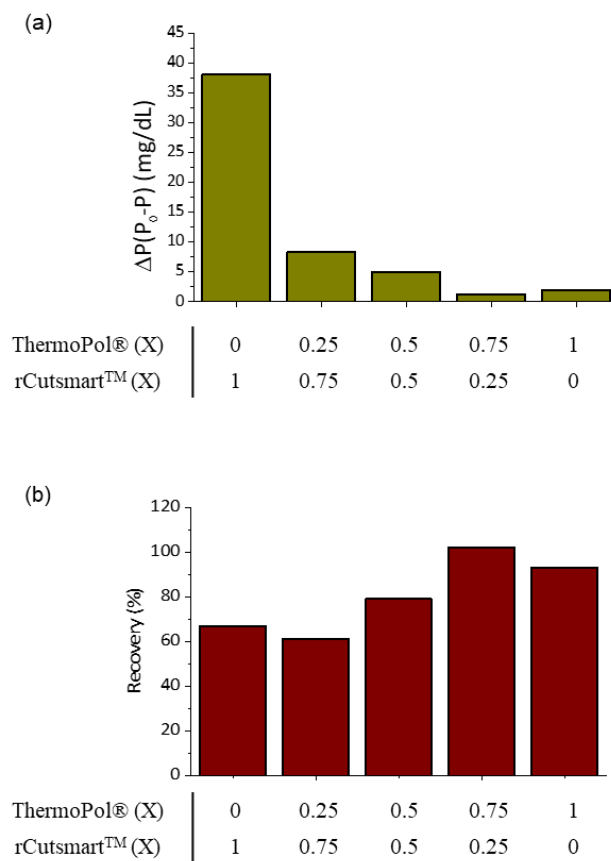 (a)
45
40
35
30
25
20
15
10
5
0
ΔP(P₀-P) (mg/dL)
ThermoPol® (X) 0 0.25 0.5 0.75 1
rCutsmart™ (X) 1 0.75 0.5 0.25 0
(b)
120
100
80
60
40
20
0
Recovery (%)
ThermoPol® (X) 0 0.25 0.5 0.75 1
rCutsmart™ (X) 1 0.75 0.5 0.25 0